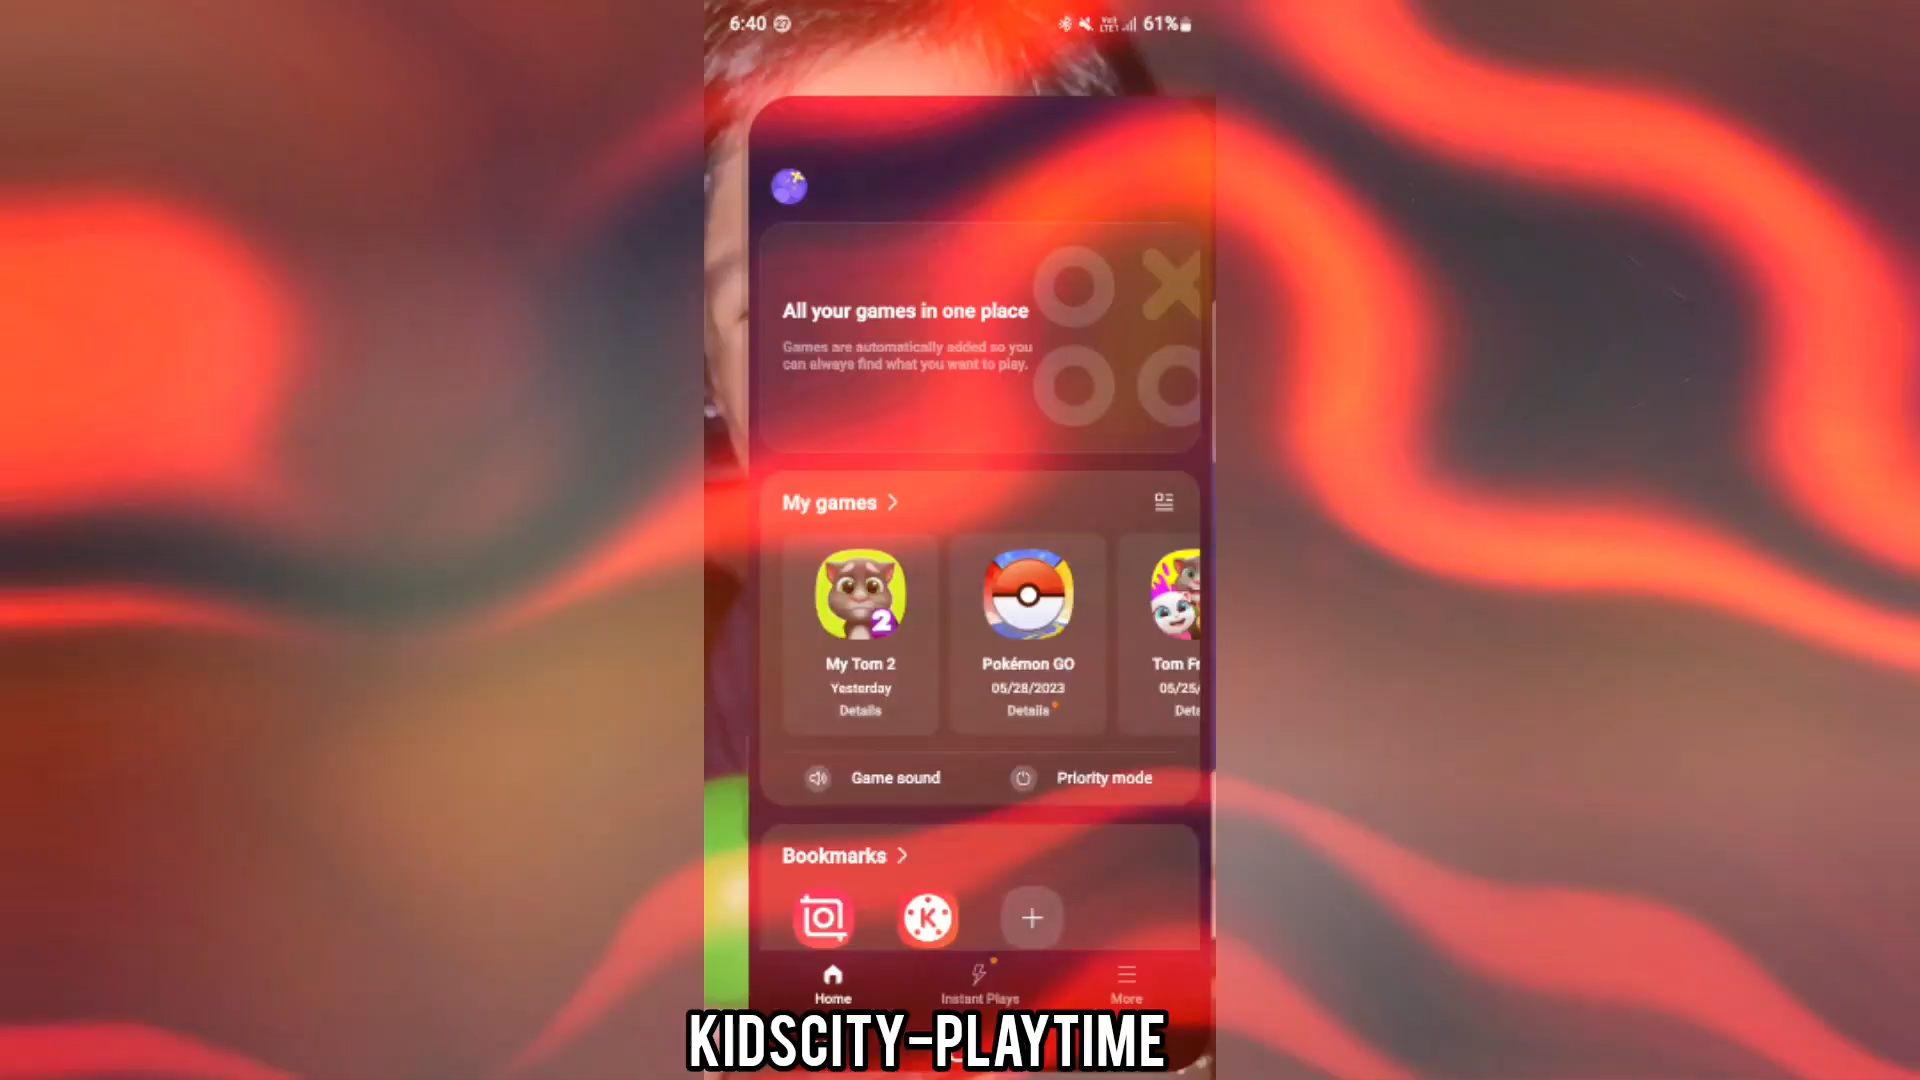 6:40 27 61%
All your games in one place
Games are automatically added so you
can always find what you want to play.
My games
2
My Tom 2 Pokémon GO Tom Fr
Yesterday 05/28/2023 05/25/
Details Details Deta
Game sound Priority mode
Bookmarks
K
Home Instant Plays More
KIDSCITY-PLAYTIME